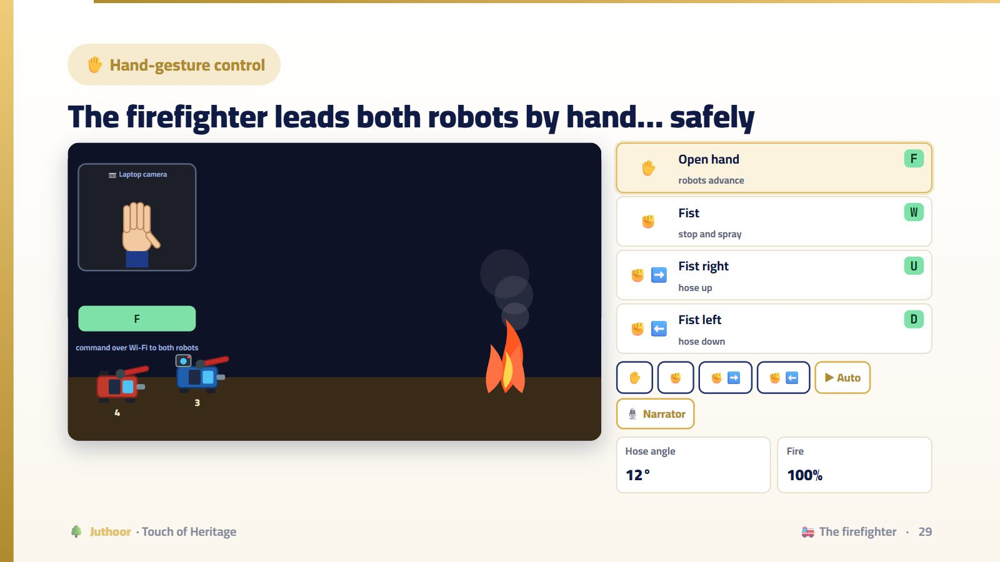 Hand-gesture control
The firefighter leads both robots by hand... safely
Laptop camera
F
command over Wi-Fi to both robots
4
3
Open hand
F
robots advance
Fist
W
stop and spray
Fist right
U
hose up
Fist left
D
hose down
Auto
Narrator
Hose angle
12°
Fire
100%
Juthoor · Touch of Heritage
The firefighter · 29